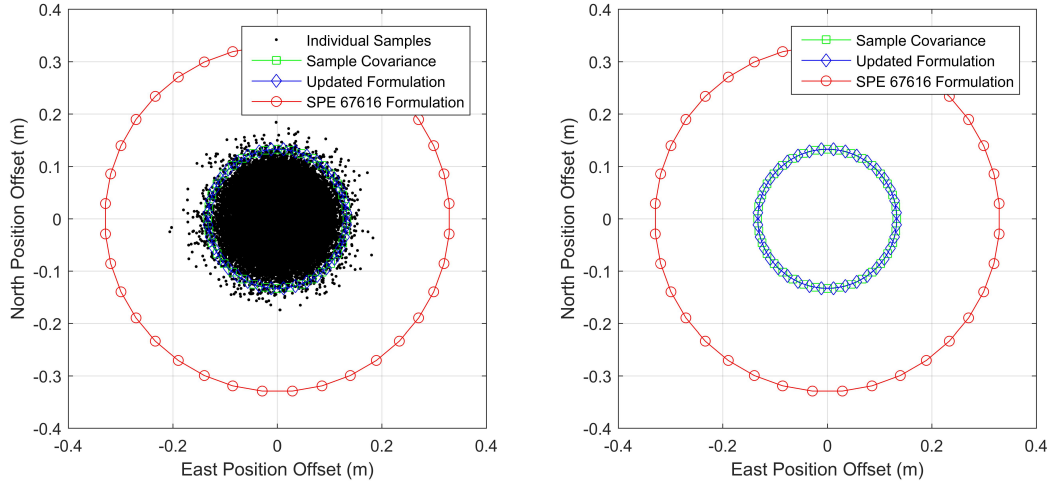 0.4
0.3
0.2
0.1
0
-0.1
-0.2
-0.3
-0.4
-0.4
-0.2
0
0.2
0.4
North Position Offset (m)
East Position Offset (m)
Individual Samples
Sample Covariance
Updated Formulation
SPE 67616 Formulation
0.4
0.3
0.2
0.1
0
-0.1
-0.2
-0.3
-0.4
-0.4
-0.2
0
0.2
0.4
North Position Offset (m)
East Position Offset (m)
Sample Covariance
Updated Formulation
SPE 67616 Formulation